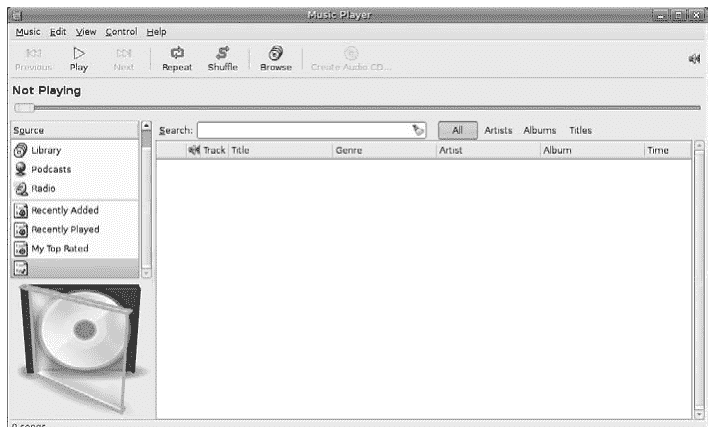 Music Player
Music Edit View Control Help
Previous Play Next Repeat Shuffle Browse Create Audio CD...
Not Playing
Source
Search: All Artists Albums Titles
Track Title Genre Artist Album Time
Library
Podcasts
Radio
Recently Added
Recently Played
My Top Rated
0 songs